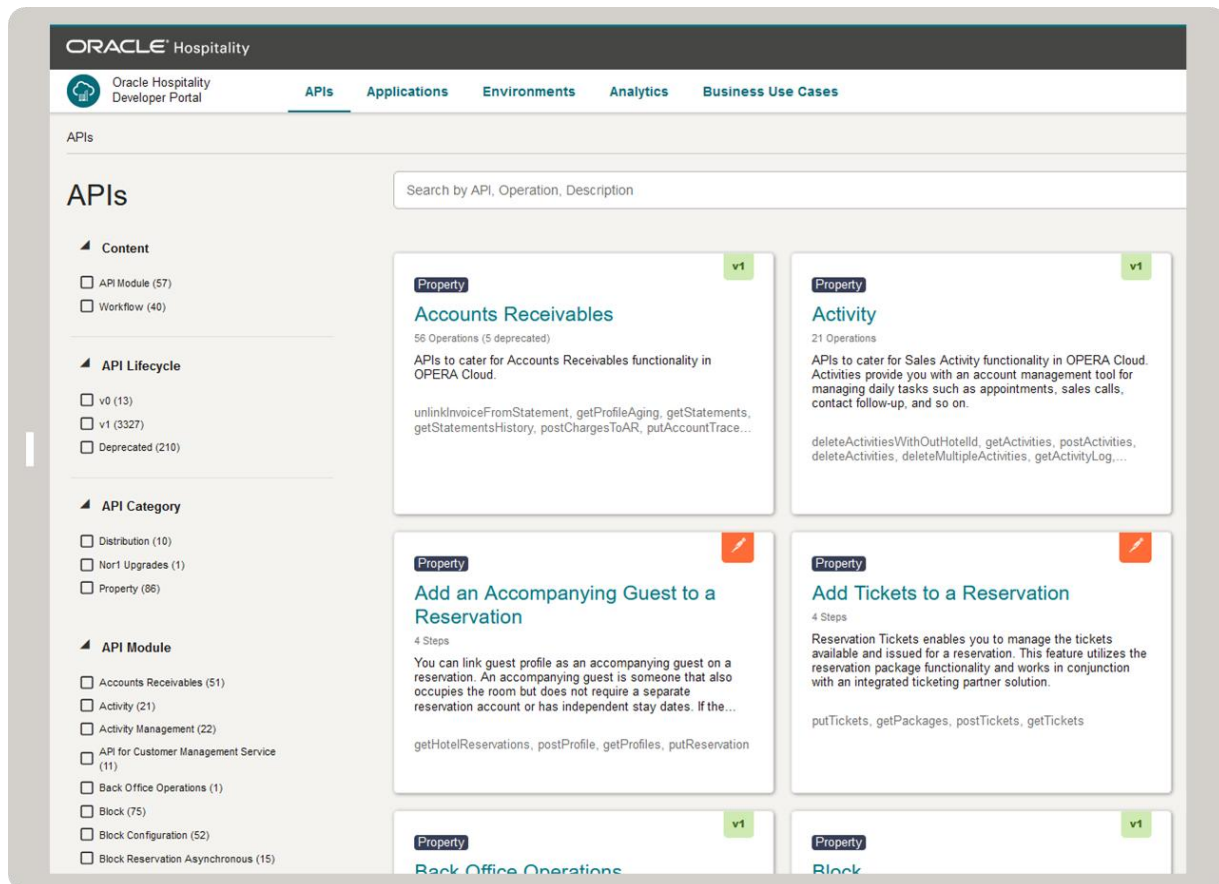 ORACLE Hospitality
Oracle Hospitality
Developer Portal
APIs
Applications
Environments
Analytics
Business Use Cases
APIs
APIs
Search by API, Operation, Description
Content
API Module (57)
Workflow (40)
API Lifecycle
v0 (13)
v1 (3327)
Deprecated (210)
API Category
Distribution (10)
Nor1 Upgrades (1)
Property (86)
API Module
Accounts Receivables (51)
Activity (21)
Activity Management (22)
API for Customer Management Service
(11)
Back Office Operations (1)
Block (75)
Block Configuration (52)
Block Reservation Asynchronous (15)
v1
Property
Accounts Receivables
56 Operations (5 deprecated)
APIs to cater for Accounts Receivables functionality in
OPERA Cloud.
unlinkInvoiceFromStatement, getProfileAging, getStatements,
getStatementsHistory, postChargesToAR, putAccountTrace...
v1
Property
Activity
21 Operations
APIs to cater for Sales Activity functionality in OPERA Cloud.
Activities provide you with an account management tool for
managing daily tasks such as appointments, sales calls,
contact follow-up, and so on.
deleteActivitiesWithOutHotelId, getActivities, postActivities,
deleteActivities, deleteMultipleActivities, getActivityLog,...
Property
Add an Accompanying Guest to a
Reservation
4 Steps
You can link guest profile as an accompanying guest on a
reservation. An accompanying guest is someone that also
occupies the room but does not require a separate
reservation account or has independent stay dates. If the...
getHotelReservations, postProfile, getProfiles, putReservation
Property
Add Tickets to a Reservation
4 Steps
Reservation Tickets enables you to manage the tickets
available and issued for a reservation. This feature utilizes the
reservation package functionality and works in conjunction
with an integrated ticketing partner solution.
putTickets, getPackages, postTickets, getTickets
v1
Property
Back Office Operations
v1
Property
Block